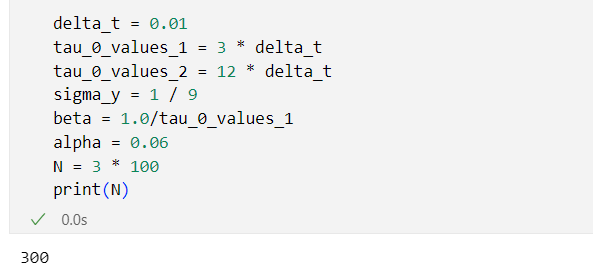 delta_t = 0.01
tau_0_values_1 = 3 * delta_t
tau_0_values_2 = 12 * delta_t
sigma_y = 1 / 9
beta = 1.0/tau_0_values_1
alpha = 0.06
N = 3 * 100
print(N)
0.0s
300